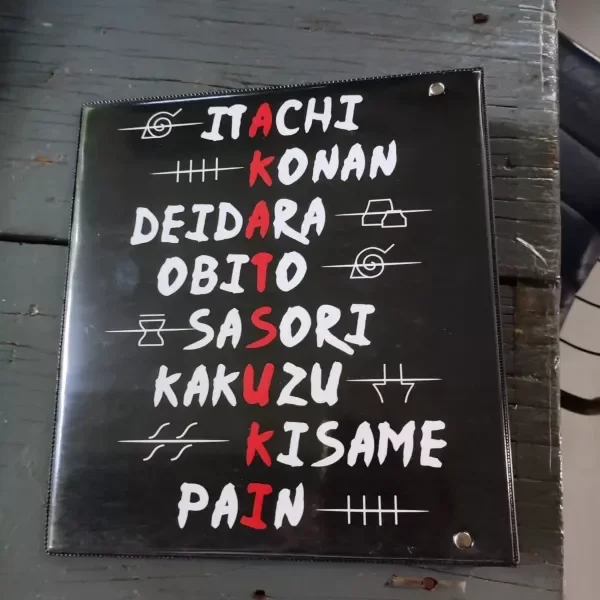 ITACHI
KONAN
DEIDARA
OBITO
SASORI
KAKUZU
KISAME
PAIN